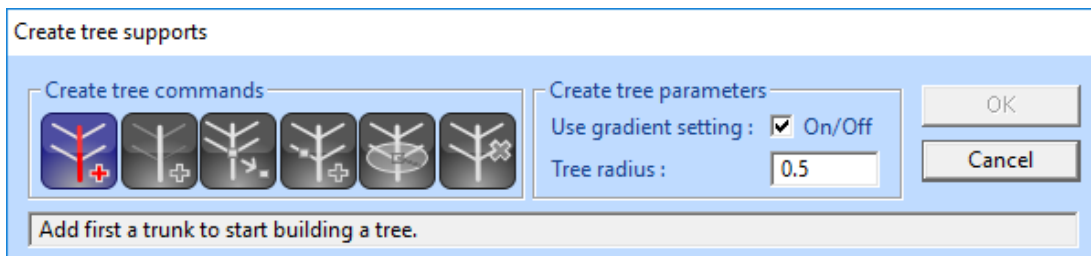 Create tree supports
Create tree commands
Create tree parameters
Use gradient setting : On/Off
Tree radius : 0.5
OK
Cancel
Add first a trunk to start building a tree.